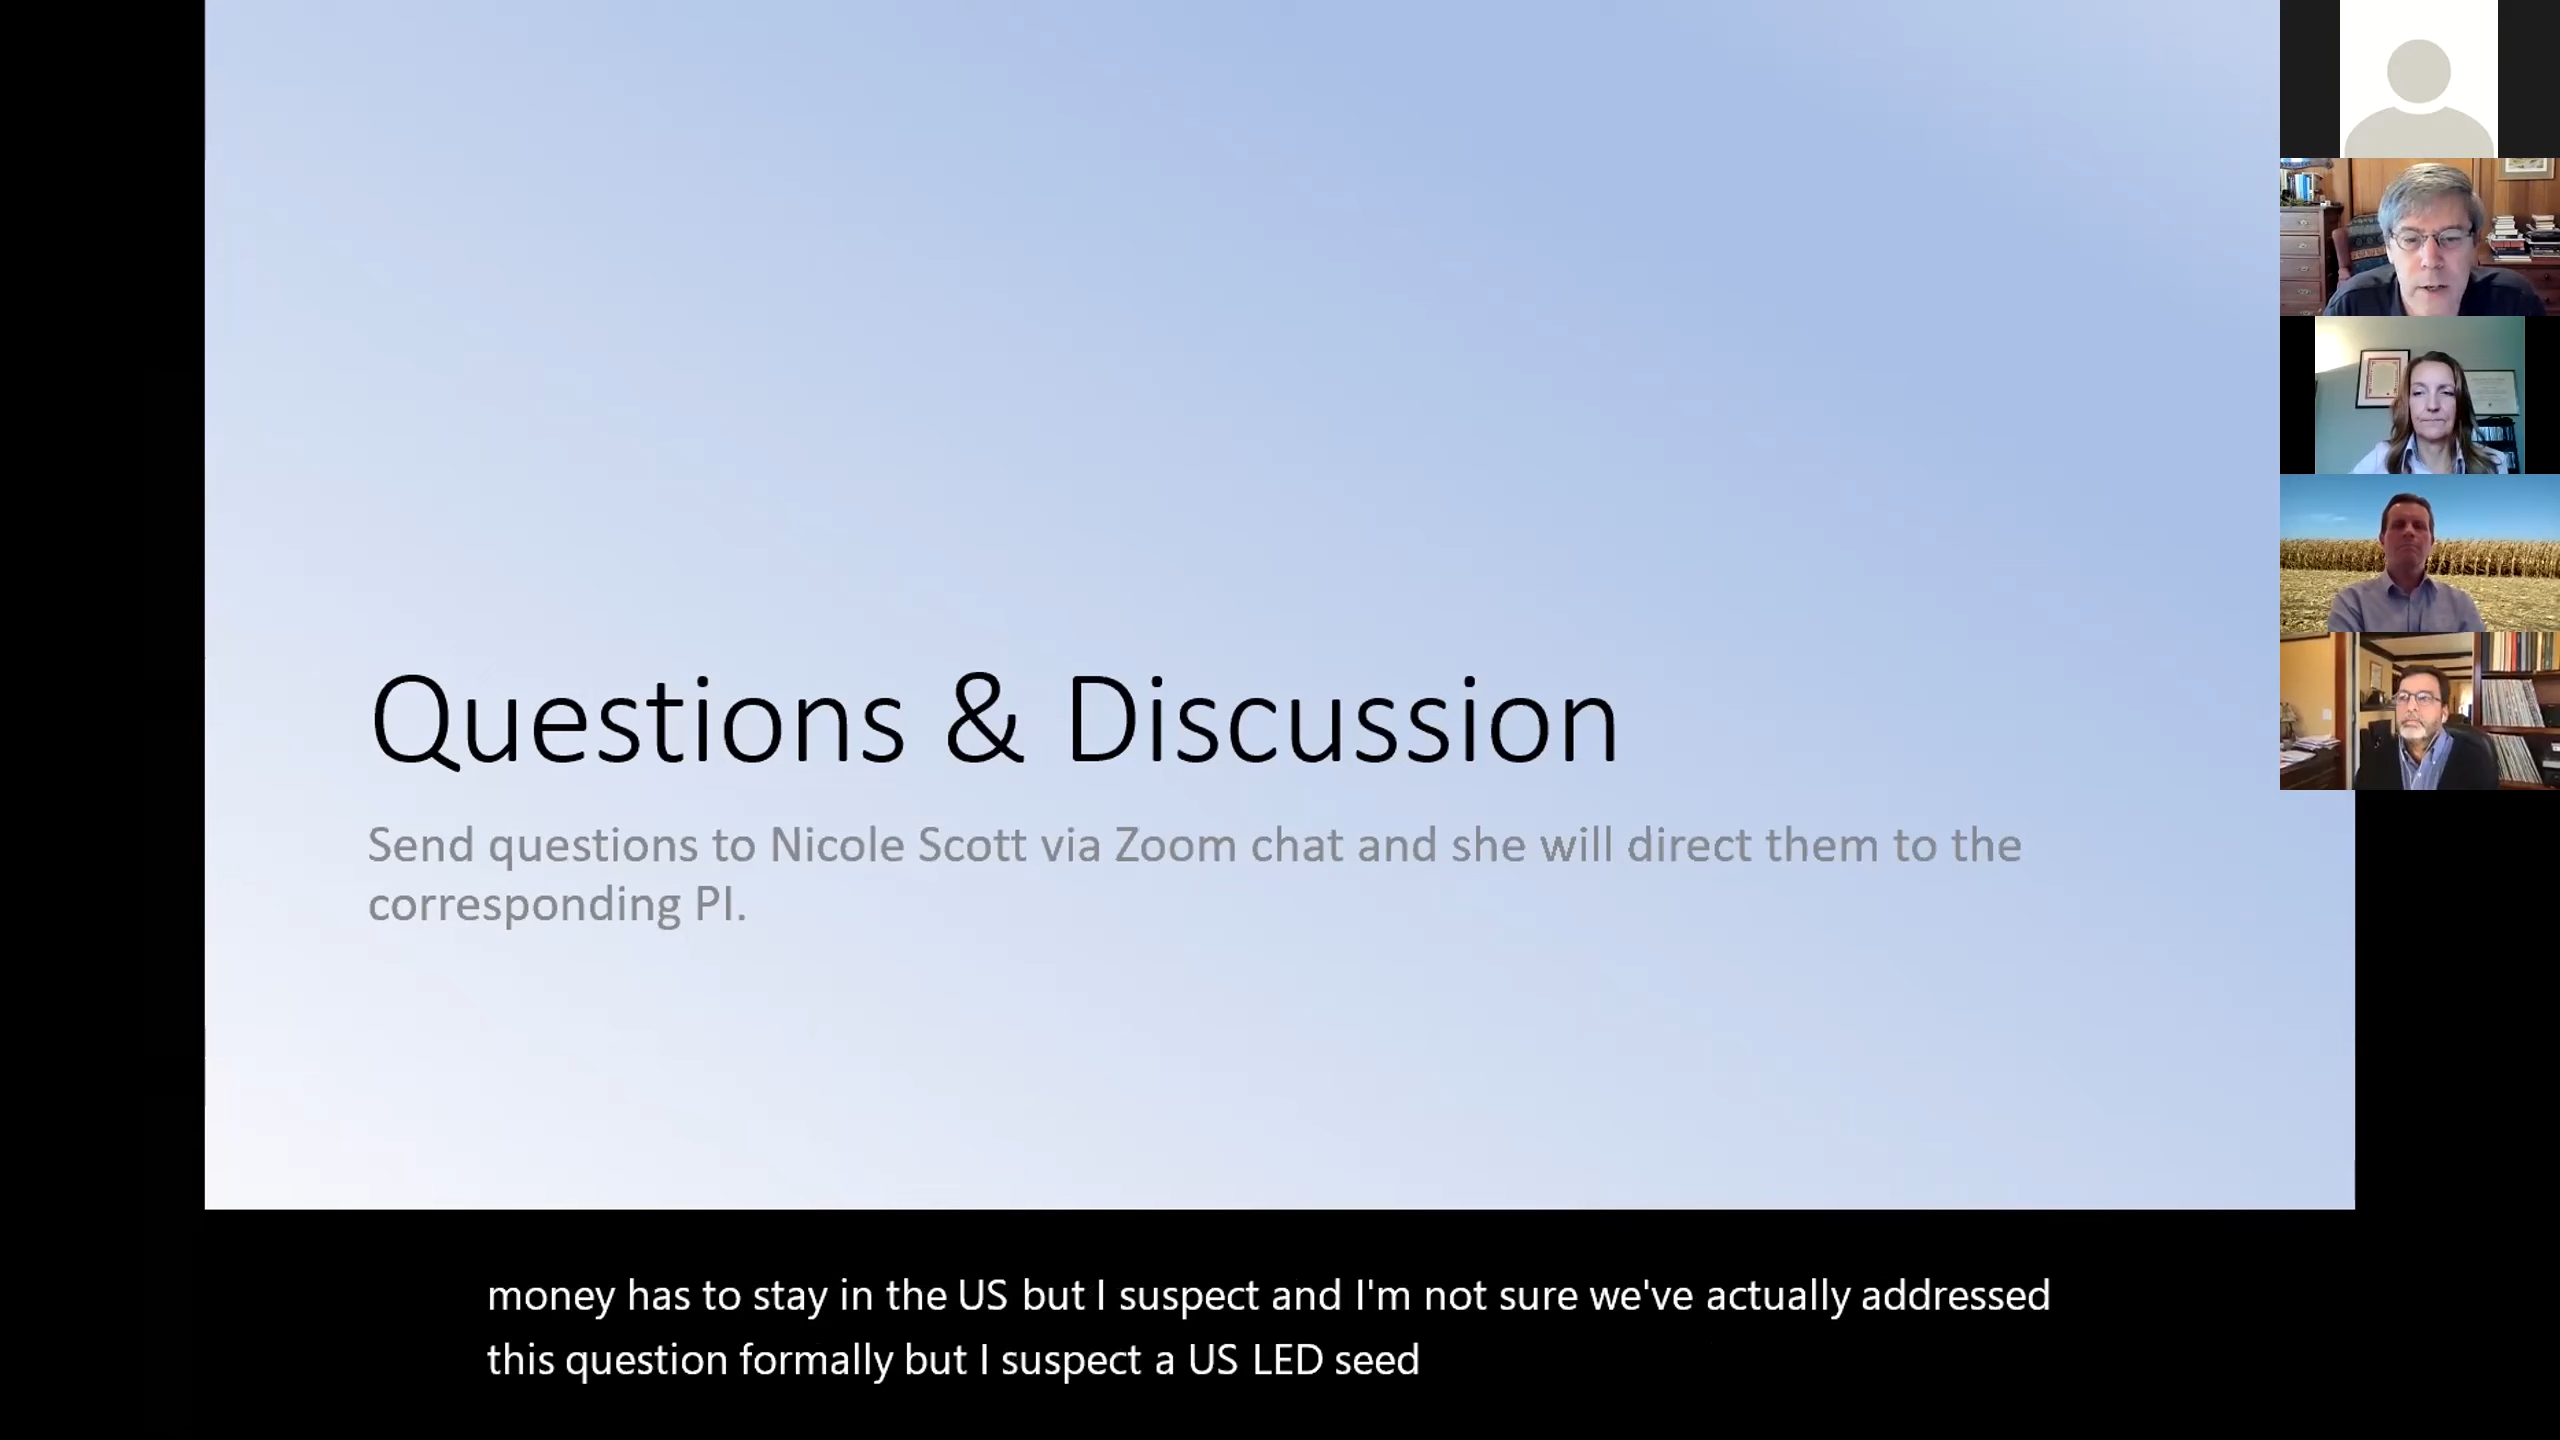 Questions & Discussion
Send questions to Nicole Scott via Zoom chat and she will direct them to the
corresponding PI.
money has to stay in the US but I suspect and I'm not sure we've actually addressed
this question formally but I suspect a US LED seed